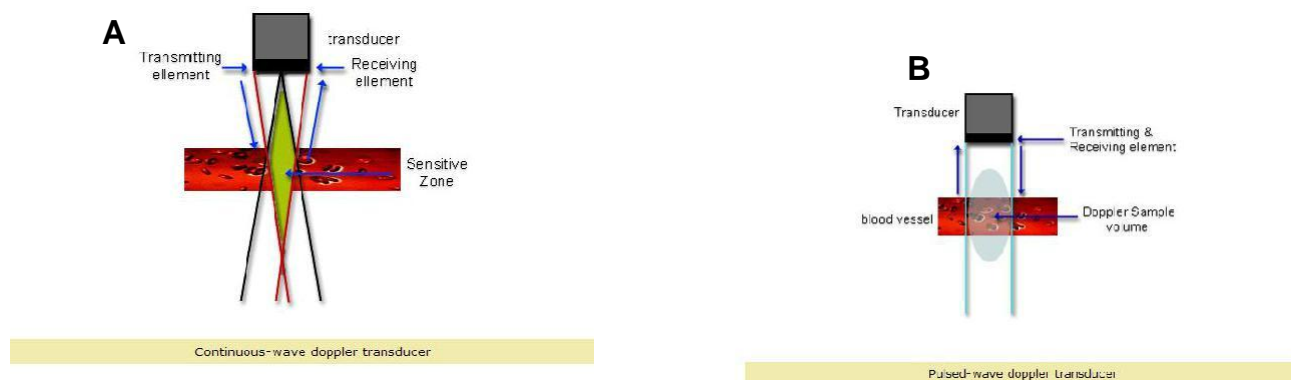 A
transducer
Transmitting
ellement
Receiving
ellement
Sensitive
Zone
Continuous-wave doppler transducer
B
Transducer
Transmitting &
Receiving element
blood vessel
Doppler Sample
volume
Pulsed-wave doppler transducer